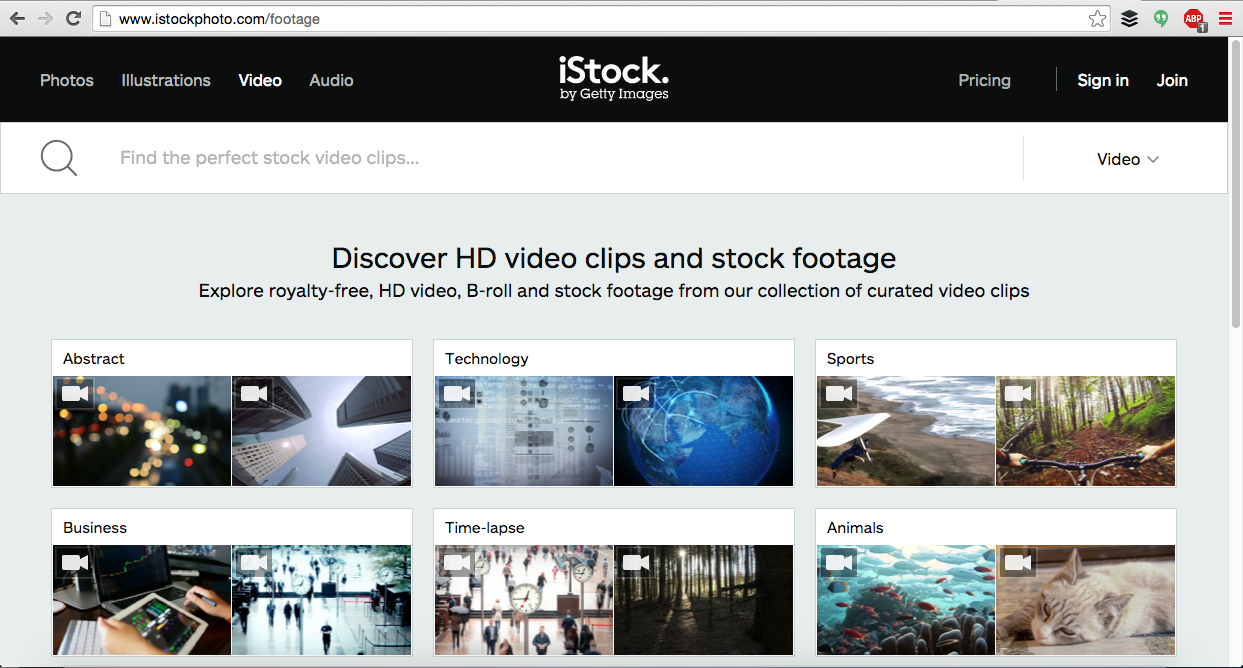 www.istockphoto.com/footage
ABP
1
Photos Illustrations Video Audio
iStock.
by Getty Images
Pricing Sign in Join
Find the perfect stock video clips...
Video
Discover HD video clips and stock footage
Explore royalty-free, HD video, B-roll and stock footage from our collection of curated video clips
Abstract
Technology
Sports
Business
Time-lapse
Animals